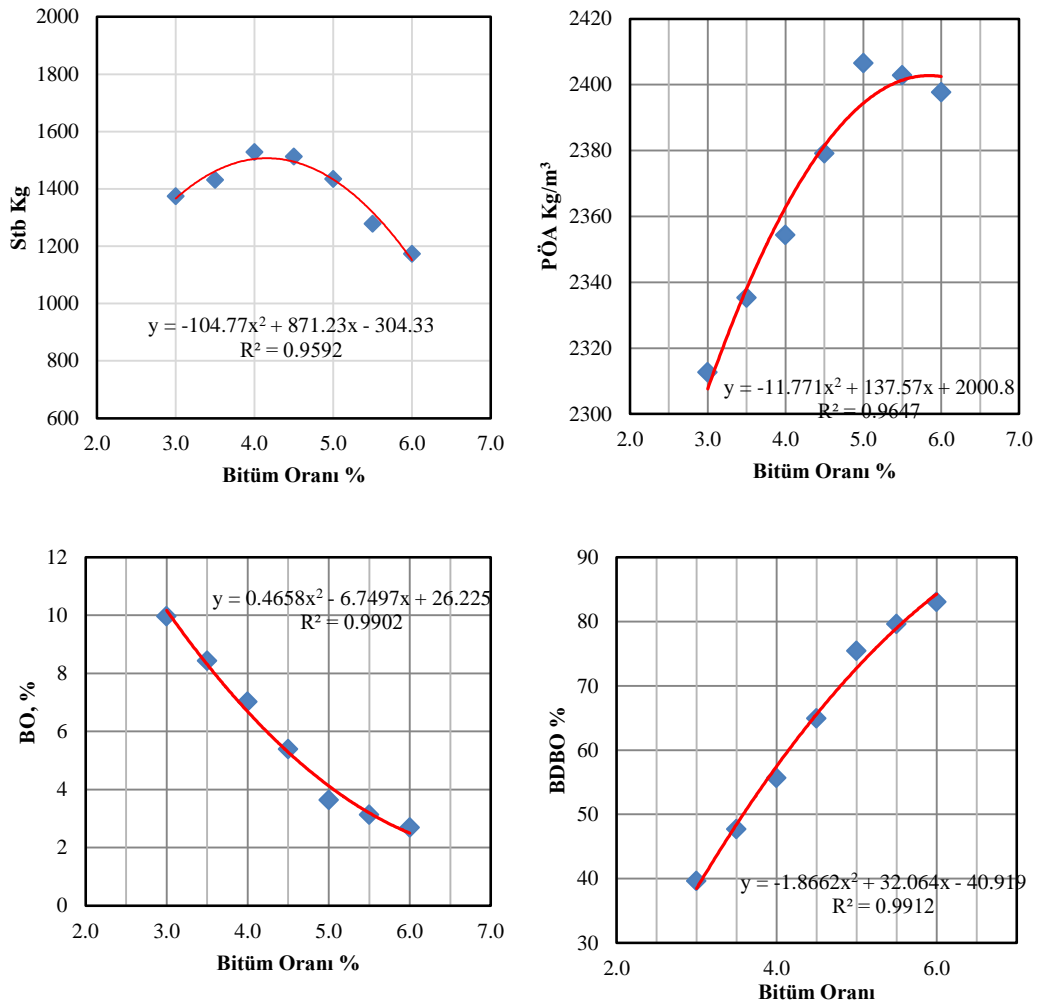 2000
1800
1600
1400
1200
1000
800
600
Stb Kg
y = -104.77x² + 871.23x - 304.33
R² = 0.9592
2.0 3.0 4.0 5.0 6.0 7.0
Bitüm Oranı %
2420
2400
2380
2360
2340
2320
2300
PÖA Kg/m³
y = -11.771x² + 137.57x + 2000.8
R² = 0.9647
2.0 3.0 4.0 5.0 6.0 7.0
Bitüm Oranı %
12
10
8
6
4
2
0
BO, %
y = 0.4658x² - 6.7497x + 26.225
R² = 0.9902
2.0 3.0 4.0 5.0 6.0 7.0
Bitüm Oranı %
90
80
70
60
50
40
30
BDBO %
y = -1.8662x² + 32.064x - 40.919
R² = 0.9912
2.0 4.0 6.0
Bitüm Oranı